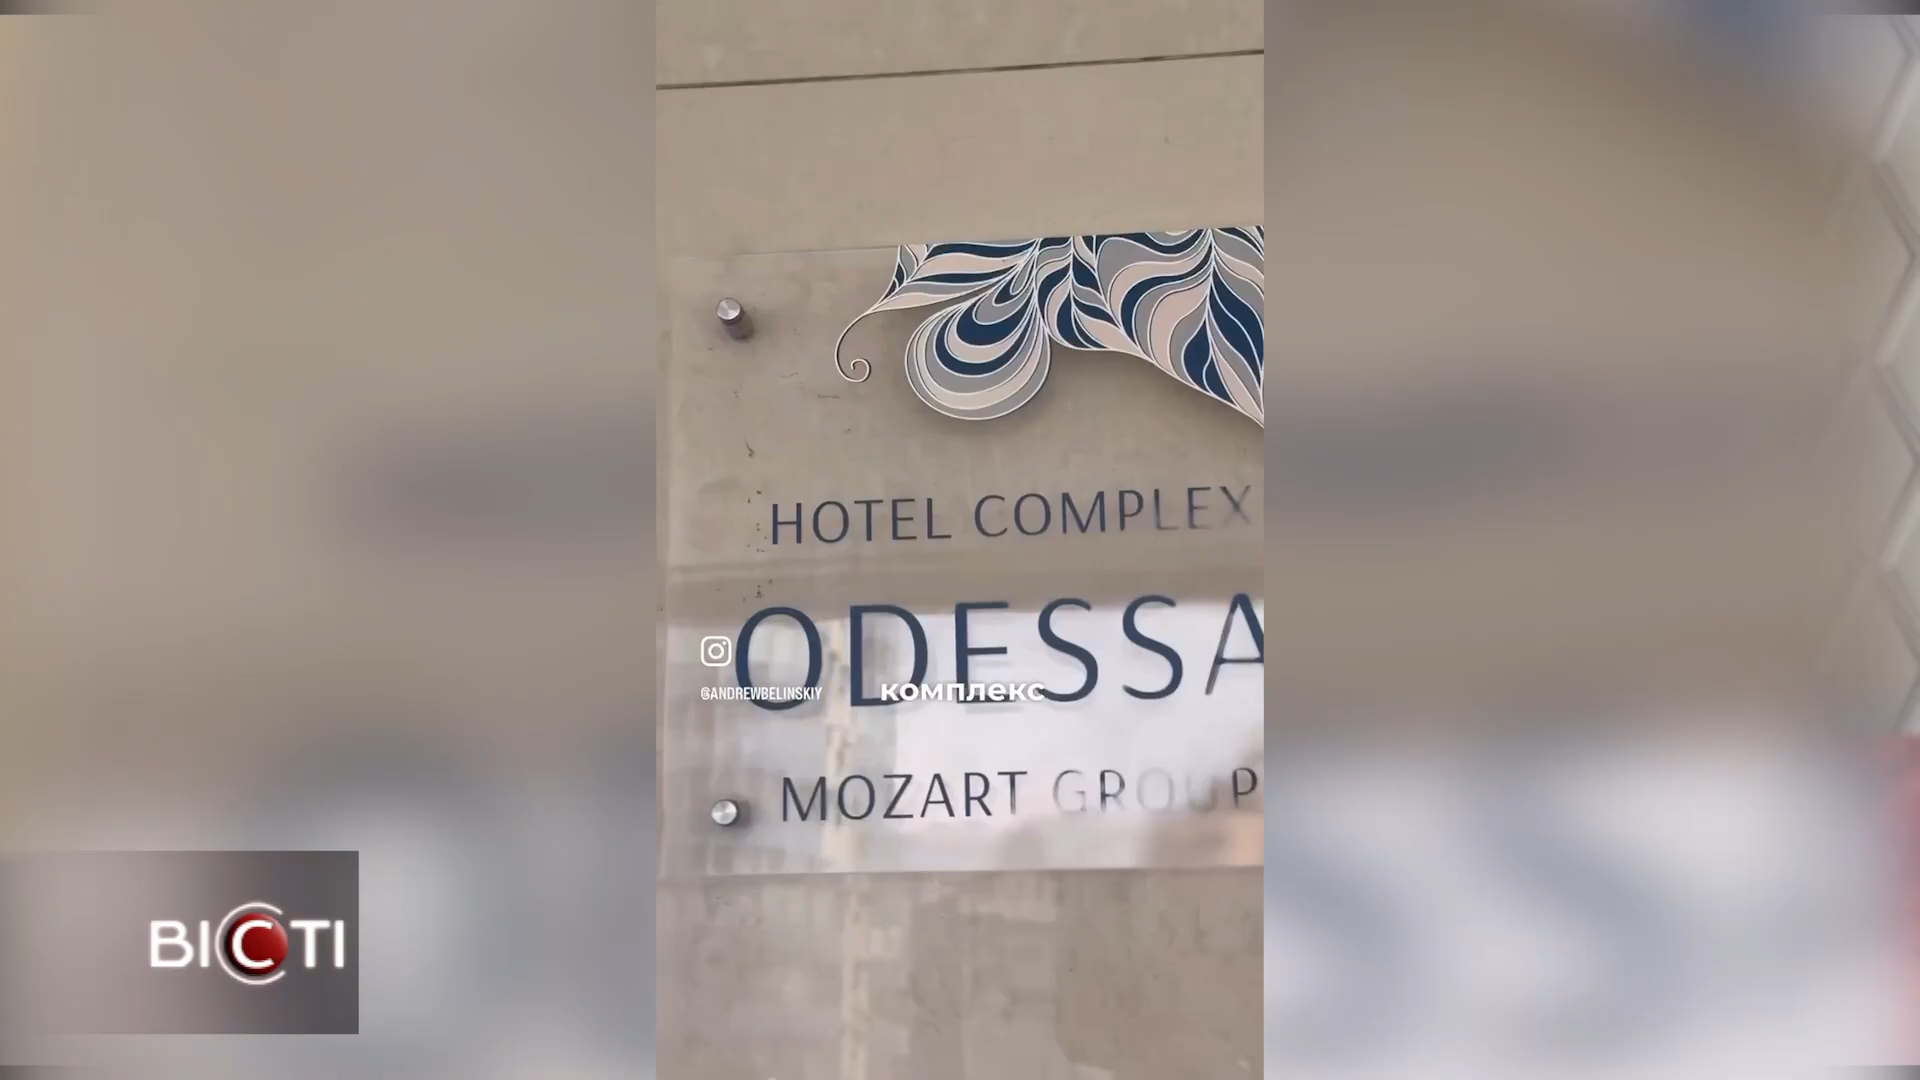 HOTEL COMPLEX
ODESSA
@ANDREWBELINSKIY
комплекс
MOZART GROUP
ВІСТІ